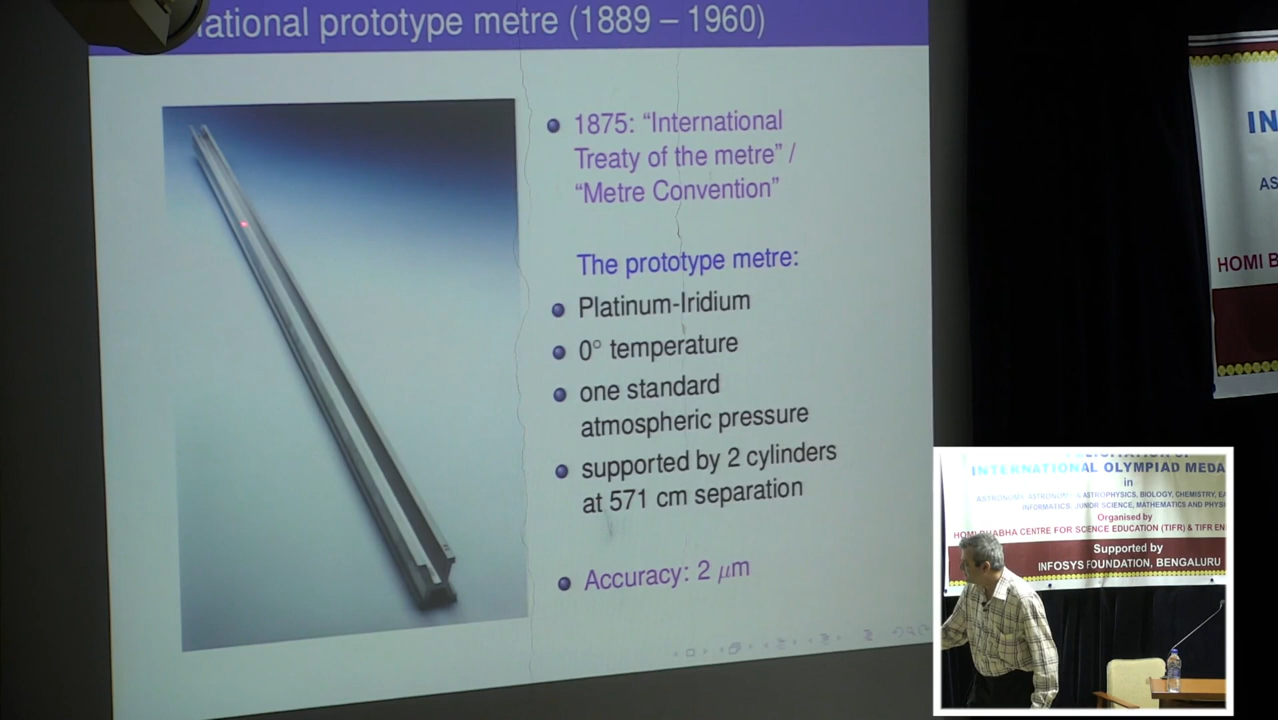 national prototype metre (1889 – 1960)
1875: “International
Treaty of the metre” /
“Metre Convention”
The prototype metre:
Platinum-Iridium
0° temperature
one standard
atmospheric pressure
supported by 2 cylinders
at 571 cm separation
Accuracy: 2 μm
IN
AS
HOMI B
INTERNATIONAL OLYMPIAD MEDA
in
ASTROPHYSICS, BIOLOGY, CHEMISTRY, EA
INFORMATICS, JUNIOR SCIENCE, MATHEMATICS AND PHYSI
Organised by
HOMI BHABHA CENTRE FOR SCIENCE EDUCATION (TIFR) & TIFR EN
Supported by
INFOSYS FOUNDATION, BENGALURU